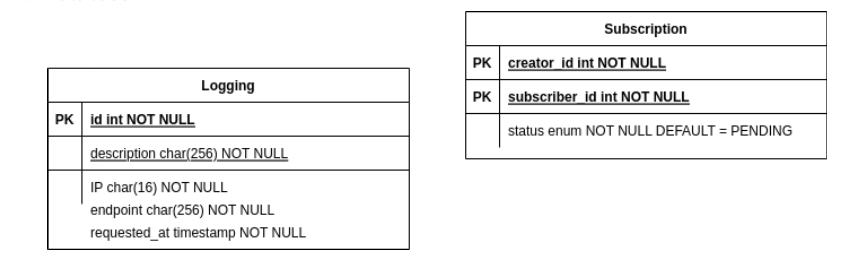 Logging
PK id int NOT NULL
description char(256) NOT NULL
IP char(16) NOT NULL
endpoint char(256) NOT NULL
requested_at timestamp NOT NULL
Subscription
PK creator_id int NOT NULL
PK subscriber_id int NOT NULL
status enum NOT NULL DEFAULT = PENDING